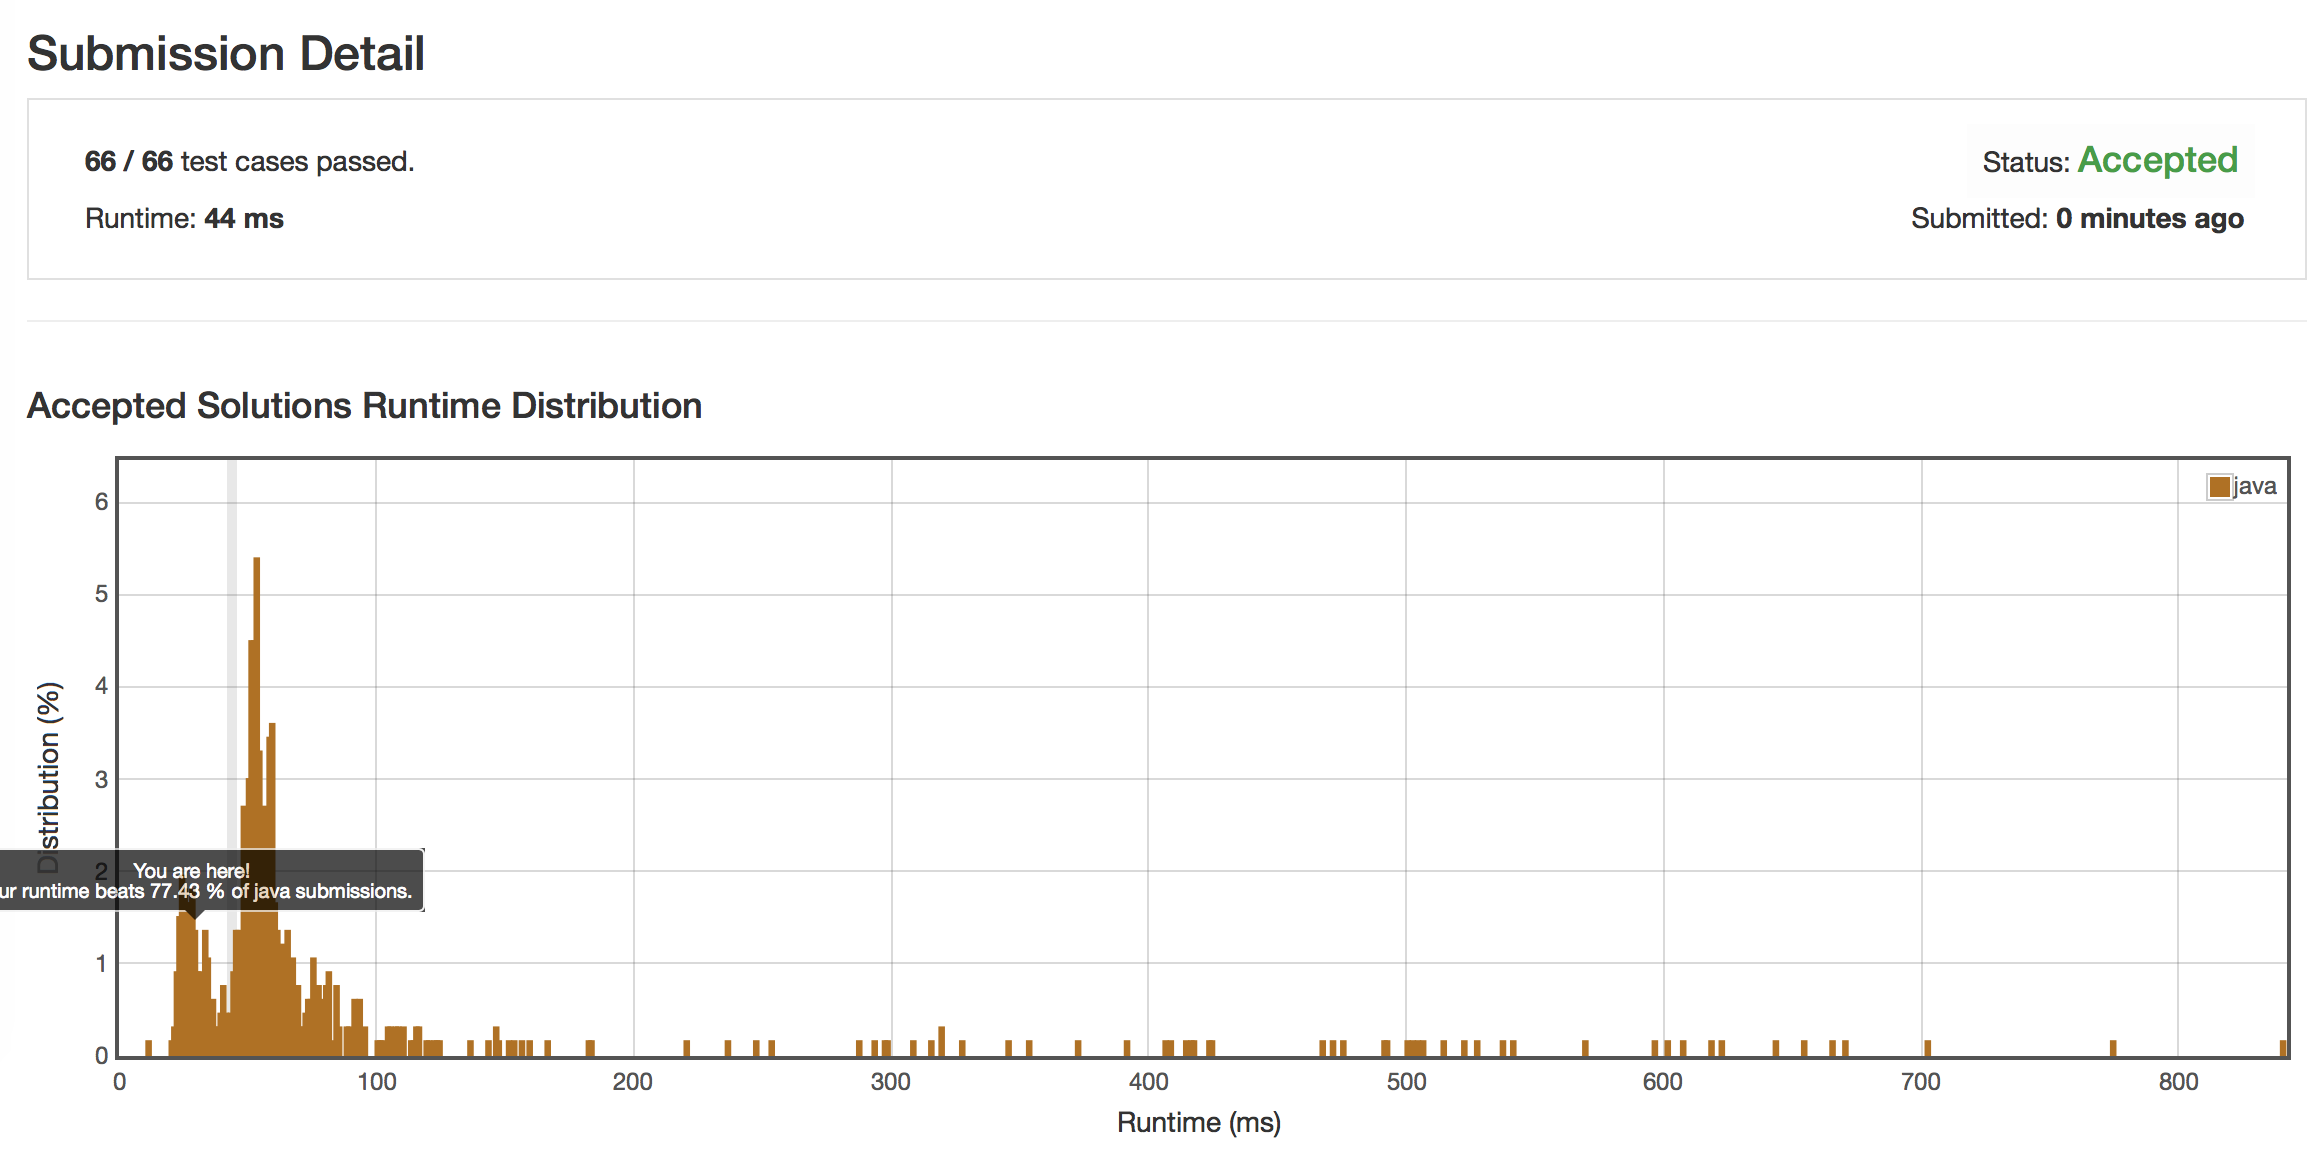 Submission Detail
66 / 66 test cases passed.
Status: Accepted
Runtime: 44 ms
Submitted: 0 minutes ago
Accepted Solutions Runtime Distribution
java
6
5
4
3
2
1
0
Distribution (%)
You are here!
ur runtime beats 77.43 % of java submissions.
0 100 200 300 400 500 600 700 800
Runtime (ms)